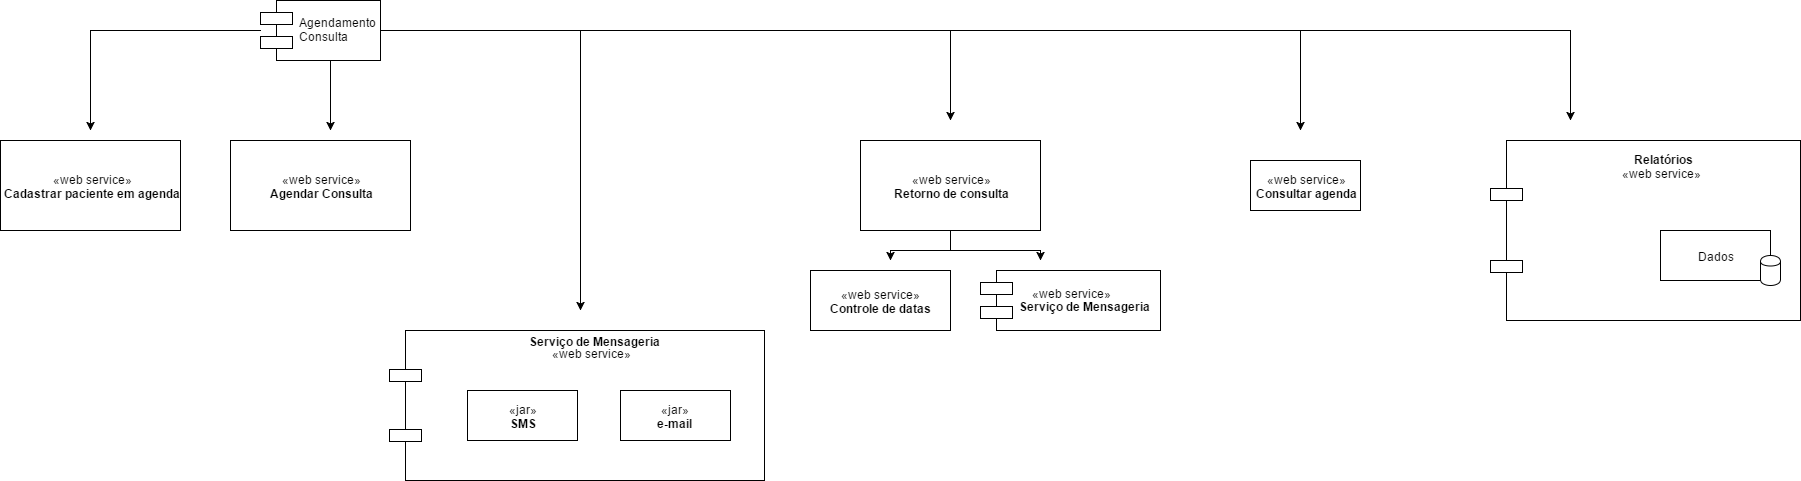 Agendamento
Consulta
«web service»
Cadastrar paciente em agenda
«web service»
Agendar Consulta
«web service»
Retorno de consulta
«web service»
Consultar agenda
Relatórios
«web service»
Dados
«web service»
Controle de datas
«web service»
Serviço de Mensageria
Serviço de Mensageria
«web service»
«jar»
SMS
«jar»
e-mail